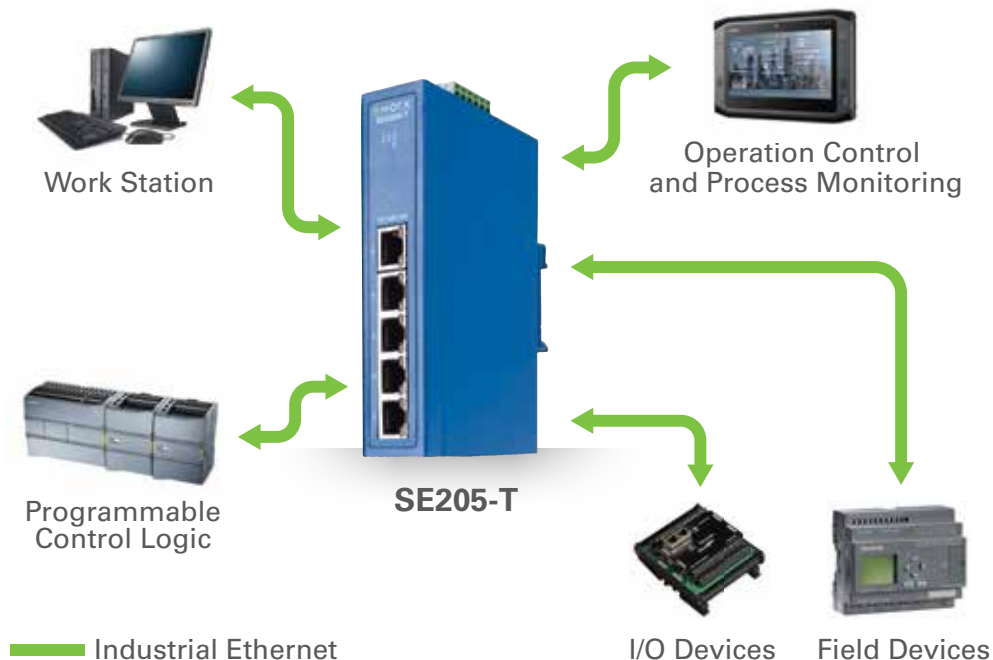 Work Station
Operation Control
and Process Monitoring
SE205-T
Programmable
Control Logic
I/O Devices
Field Devices
Industrial Ethernet